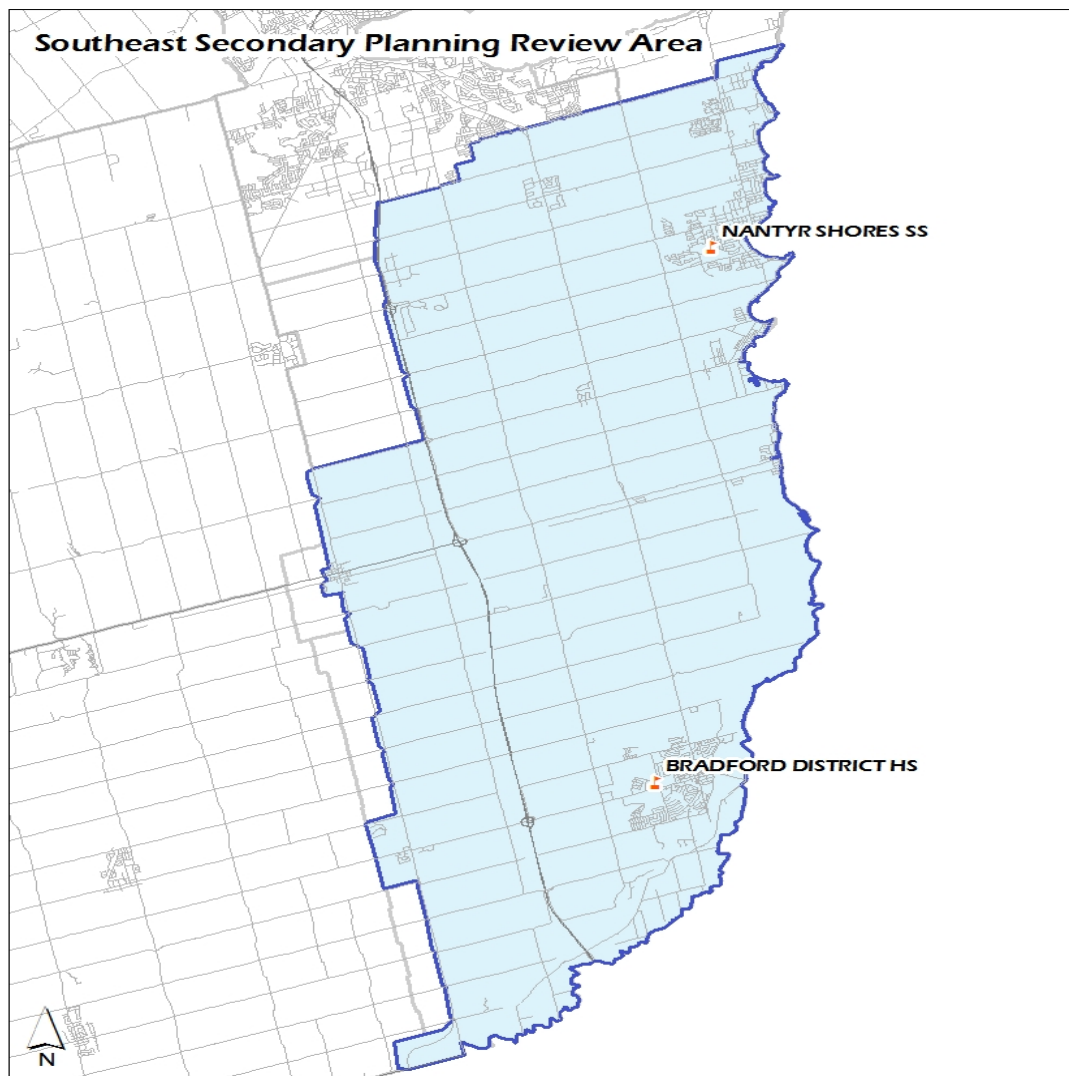 Southeast Secondary Planning Review Area
NANTYR SHORES SS
BRADFORD DISTRICT HS
N